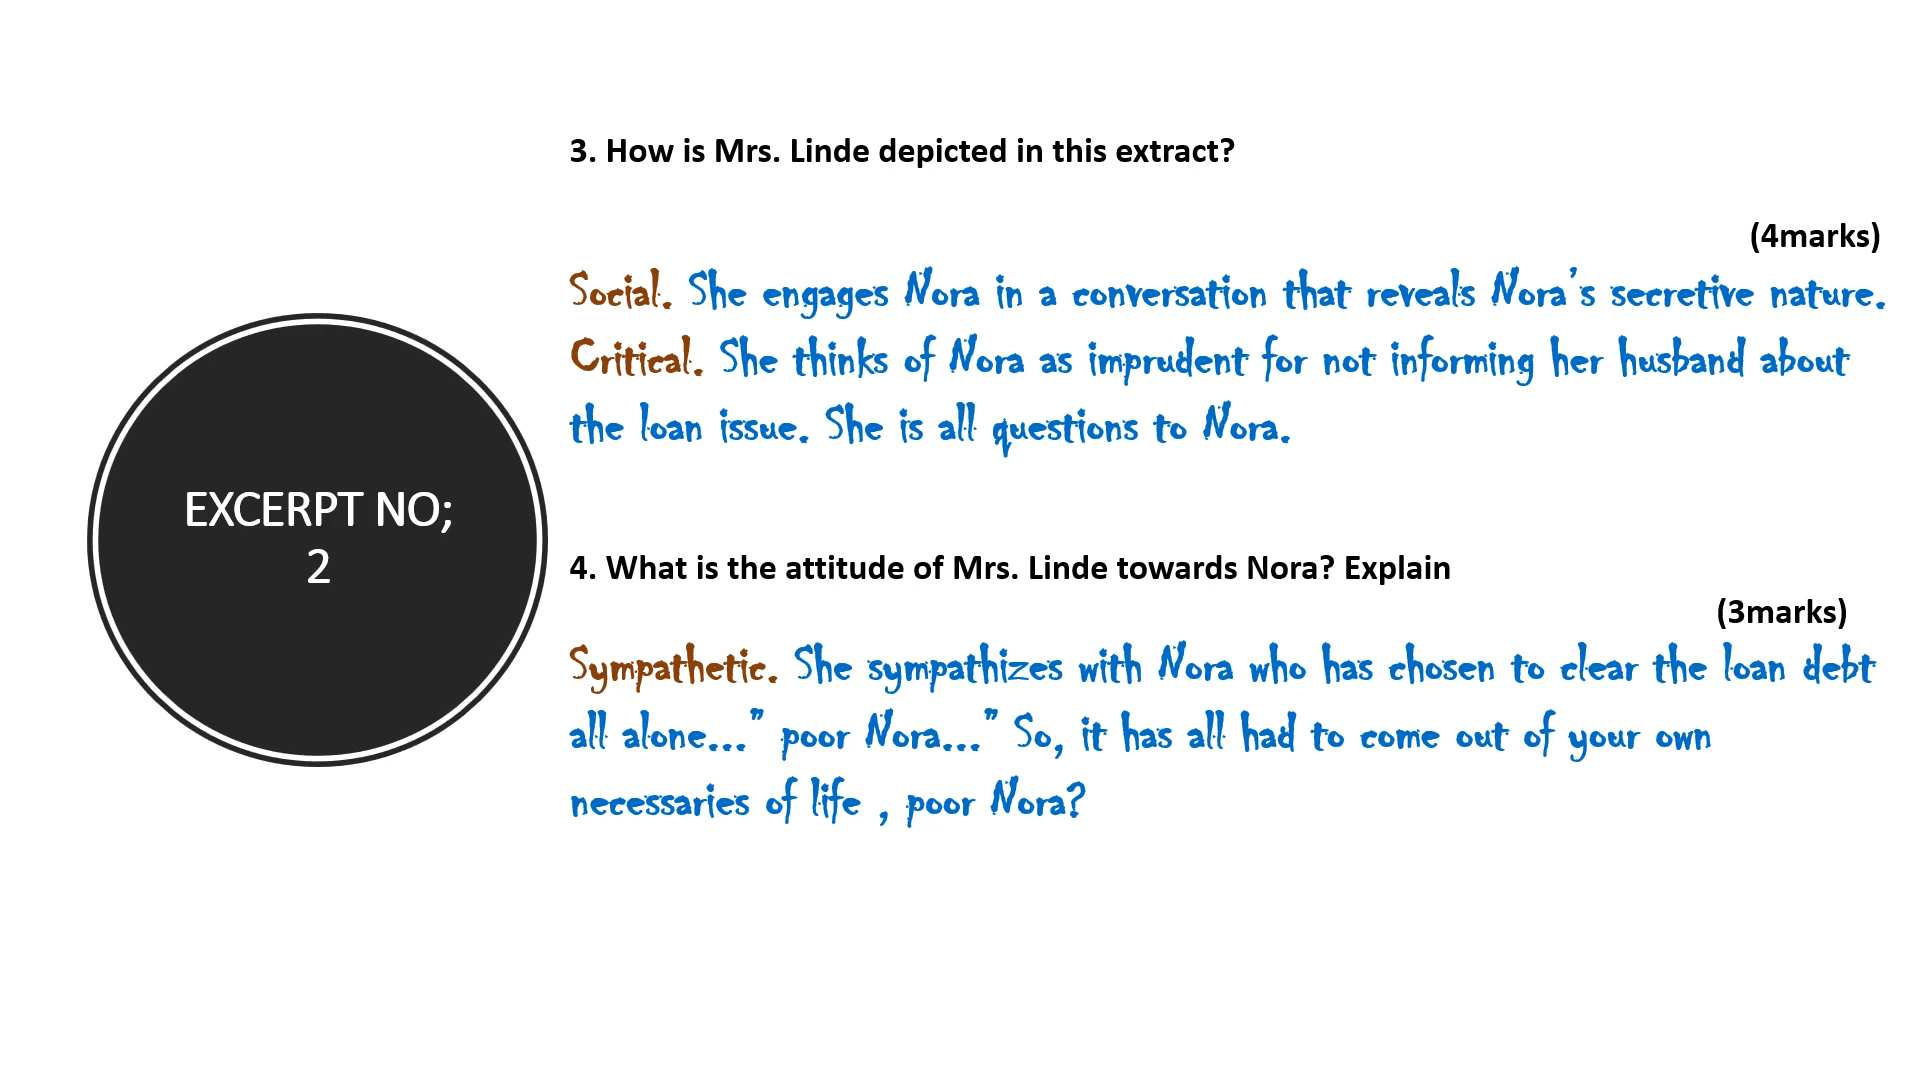 EXCERPT NO;
2
3. How is Mrs. Linde depicted in this extract?
(4marks)
Social. She engages Nora in a conversation that reveals Nora’s secretive nature.
Critical. She thinks of Nora as imprudent for not informing her husband about
the loan issue. She is all questions to Nora.
4. What is the attitude of Mrs. Linde towards Nora? Explain
(3marks)
Sympathetic. She sympathizes with Nora who has chosen to clear the loan debt
all alone...” poor Nora...” So, it has all had to come out of your own
necessaries of life , poor Nora?